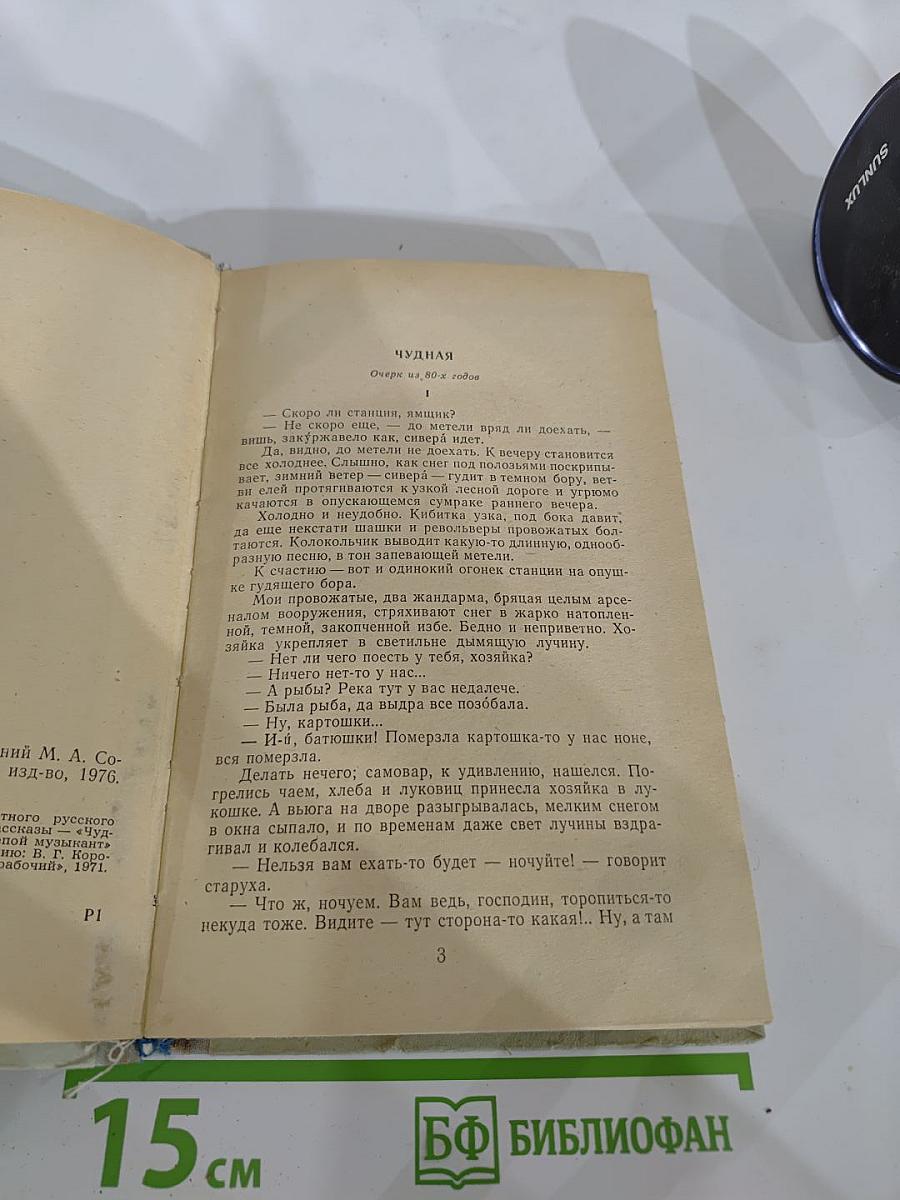 ний М. А. Со-
изд-во, 1976.
тного русского
ассказы — «Чуд-
епой музыкант»
нию: В. Г. Коро-
рабочий», 1971.
Р1
ЧУДНАЯ
Очерк из 80-х годов
I
— Скоро ли станция, ямщик?
— Не скоро еще, — до метели вряд ли доехать, —
вишь, заку́ржавело как, сивера́ идет.
Да, видно, до метели не доехать. К вечеру становится
все холоднее. Слышно, как снег под полозьями поскрипы-
вает, зимний ветер — сивера́ — гудит в темном бору, вет-
ви елей протягиваются к узкой лесной дороге и угрюмо
качаются в опускающемся сумраке раннего вечера.
Холодно и неудобно. Кибитка узка, под бока давит,
да еще некстати шашки и револьверы провожатых бол-
таются. Колокольчик выводит какую-то длинную, однооб-
разную песню, в тон запевающей метели.
К счастию — вот и одинокий огонек станции на опуш-
ке гудящего бора.
Мои провожатые, два жандарма, бряцая целым арсе-
налом вооружения, стряхивают снег в жарко натоплен-
ной, темной, закопченной избе. Бедно и неприветно. Хо-
зяйка укрепляет в светильне дымящую лучину.
— Нет ли чего поесть у тебя, хозяйка?
— Ничего нет-то у нас...
— А рыбы? Река тут у вас недалече.
— Была рыба, да выдра все позо́бала.
— Ну, картошки...
— И-и́, батюшки! Померзла картошка-то у нас ноне,
вся померзла.
Делать нечего; самовар, к удивлению, нашелся. По-
грелись чаем, хлеба и луковиц принесла хозяйка в лу-
кошке. А вьюга на дворе разыгрывалась, мелким снегом
в окна сыпало, и по временам даже свет лучины вздра-
гивал и колебался.
— Нельзя вам ехать-то будет — ночуйте! — говорит
старуха.
— Что ж, ночуем. Вам ведь, господин, торопиться-то
некуда тоже. Видите — тут сторона-то какая!.. Ну, а там
3
SUNLUX
15 см
БФ БИБЛИОФАН